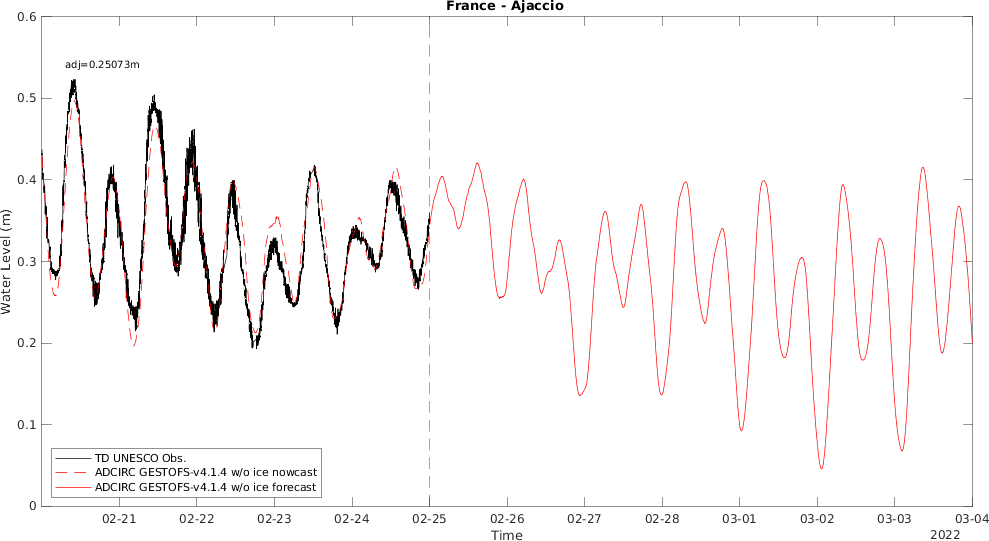 France - Ajaccio
0.6
0.5
0.4
0.3
0.2
0.1
0
Water Level (m)
adj=0.25073m
TD UNESCO Obs.
ADCIRC GESTOFS-v4.1.4 w/o ice nowcast
ADCIRC GESTOFS-v4.1.4 w/o ice forecast
02-21 02-22 02-23 02-24 02-25 02-26 02-27 02-28 03-01 03-02 03-03 03-04
Time
2022